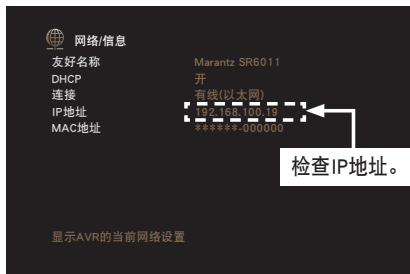 网络/信息
友好名称 Marantz SR6011
DHCP 开
连接 有线(以太网)
IP地址 192.168.100.19
MAC地址 ******-000000
检查IP地址。
显示AVR的当前网络设置